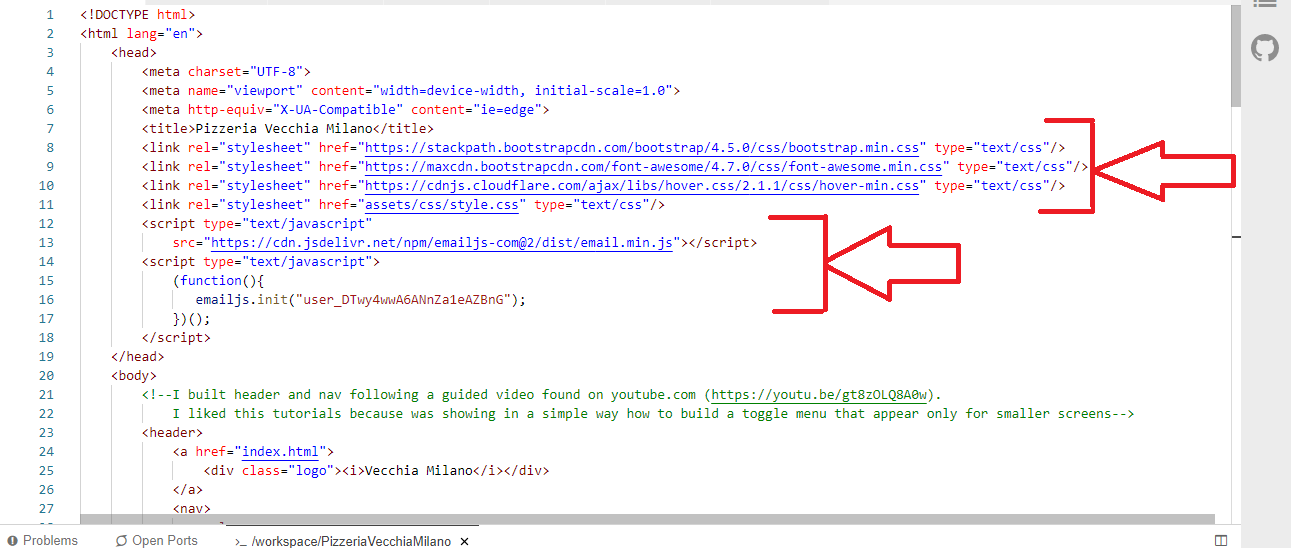 1 <!DOCTYPE html>
2 <html lang="en">
3 <head>
4 <meta charset="UTF-8">
5 <meta name="viewport" content="width=device-width, initial-scale=1.0">
6 <meta http-equiv="X-UA-Compatible" content="ie=edge">
7 <title>Pizzeria Vecchia Milano</title>
8 <link rel="stylesheet" href="https://stackpath.bootstrapcdn.com/bootstrap/4.5.0/css/bootstrap.min.css" type="text/css"/>
9 <link rel="stylesheet" href="https://maxcdn.bootstrapcdn.com/font-awesome/4.7.0/css/font-awesome.min.css" type="text/css"/>
10 <link rel="stylesheet" href="https://cdnjs.cloudflare.com/ajax/libs/hover.css/2.1.1/css/hover-min.css" type="text/css"/>
11 <link rel="stylesheet" href="assets/css/style.css" type="text/css"/>
12 <script type="text/javascript"
13 src="https://cdn.jsdelivr.net/npm/emailjs-com@2/dist/email.min.js"></script>
14 <script type="text/javascript">
15 (function(){
16 emailjs.init("user_DTwy4wwA6ANnZa1eAZBnG");
17 })();
18 </script>
19 </head>
20 <body>
21 <!--I built header and nav following a guided video found on youtube.com (https://youtu.be/gt8zOLQ8A0w).
22 I liked this tutorials because was showing in a simple way how to build a toggle menu that appear only for smaller screens-->
23 <header>
24 <a href="index.html">
25 <div class="logo"><i>Vecchia Milano</i></div>
26 </a>
27 <nav>
Problems Open Ports >_ /workspace/PizzeriaVecchiaMilano ×